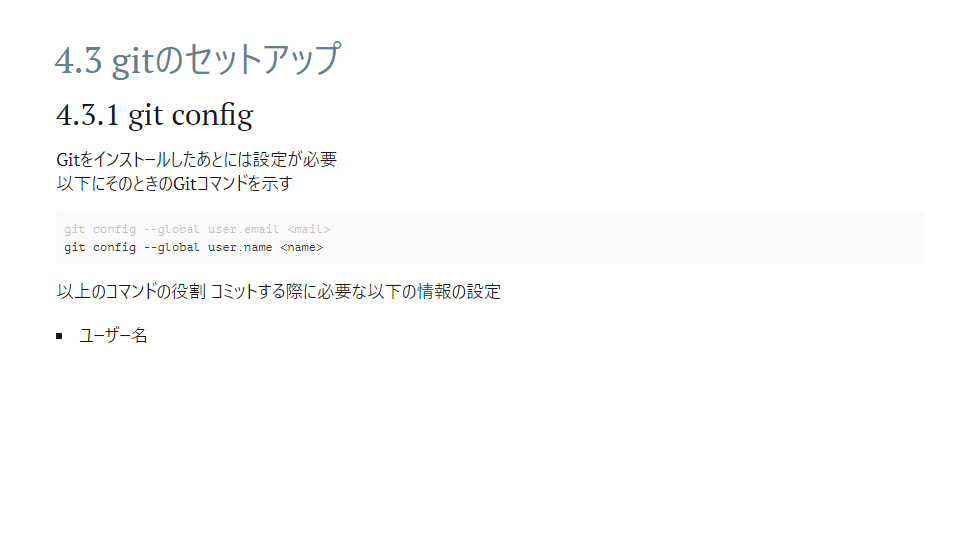 4.3 gitのセットアップ
4.3.1 git config
Gitをインストールしたあとには設定が必要
以下にそのときのGitコマンドを示す
git config --global user.email <mail>
git config --global user.name <name>
以上のコマンドの役割 コミットする際に必要な以下の情報の設定
▪ ユーザー名